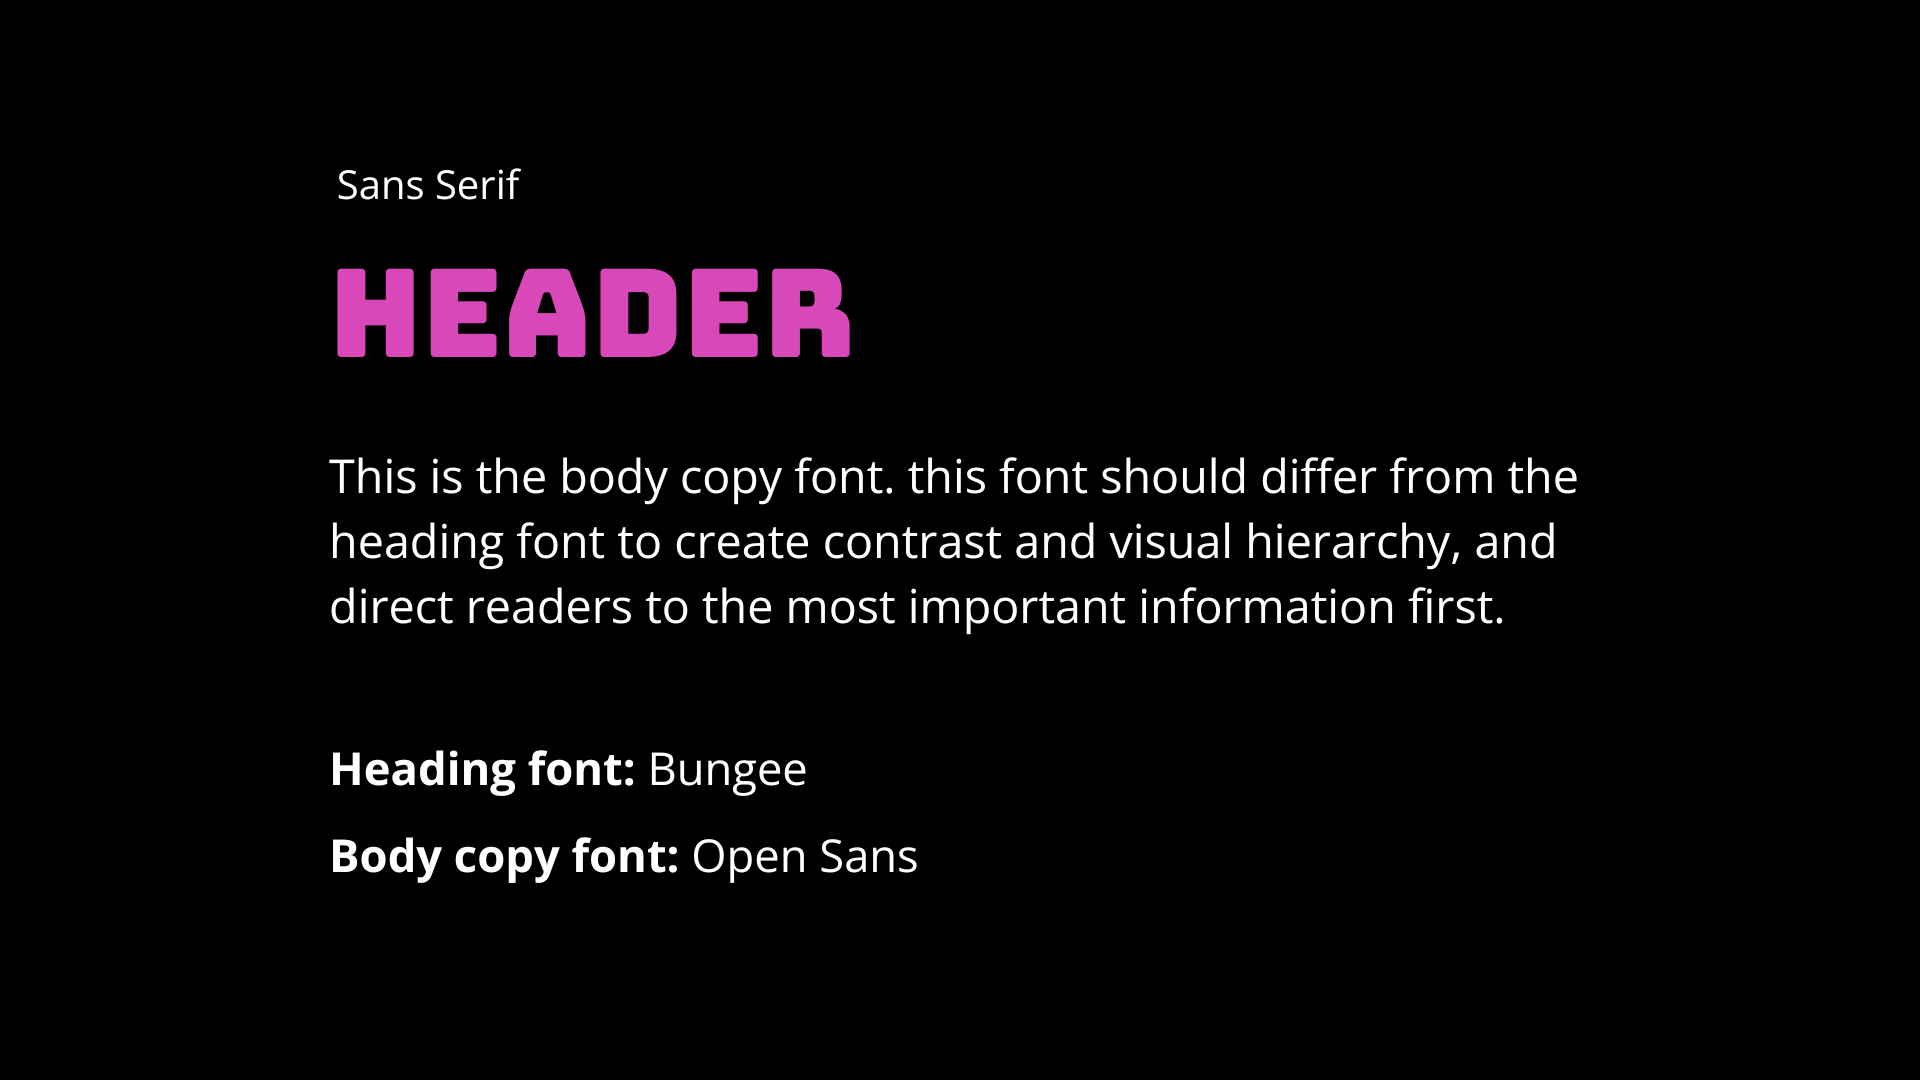 Sans Serif
HEADER
This is the body copy font. this font should differ from the
heading font to create contrast and visual hierarchy, and
direct readers to the most important information first.
Heading font: Bungee
Body copy font: Open Sans